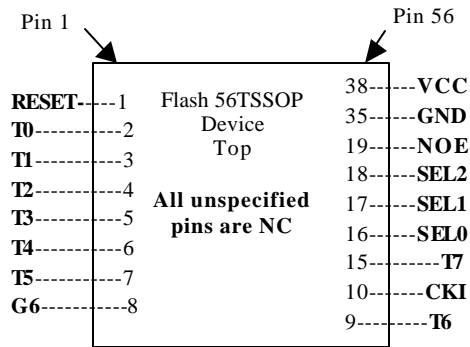 Pin 1
Pin 56
Flash 56TSSOP
Device
Top
All unspecified
pins are NC
RESET 1
T0 2
T1 3
T2 4
T3 5
T4 6
T5 7
G6 8
38 VCC
35 GND
19 NOE
18 SEL2
17 SEL1
16 SEL0
15 T7
10 CKI
9 T6